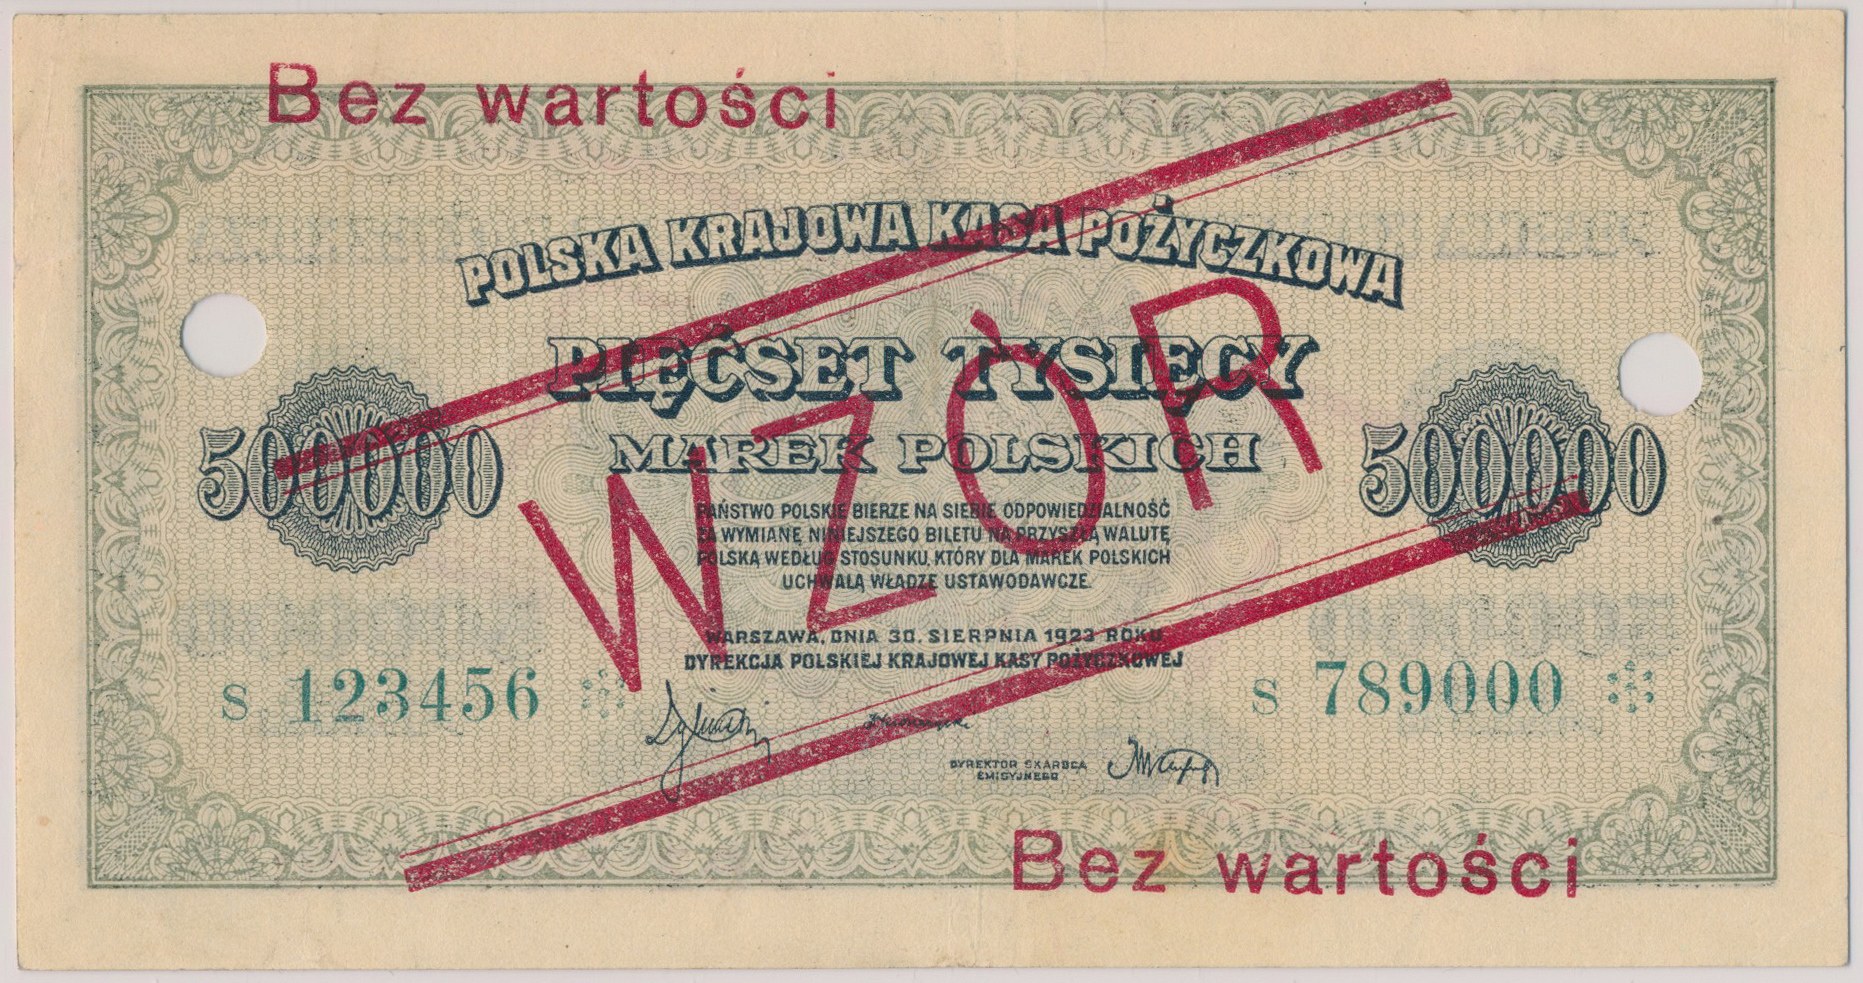 Bez wartości
POLSKA KRAJOWA KASA POŻYCZKOWA
PIĘĆSET TYSIĘCY
500000
500000
MAREK POLSKICH
WZÓR
PAŃSTWO POLSKIE BIERZE NA SIEBIE ODPOWIEDZIALNOŚĆ
ZA WYMIANĘ NINIEJSZEGO BILETU NA PRZYSZŁĄ WALUTĘ
POLSKĄ WEDŁUG STOSUNKU, KTÓRY DLA MAREK POLSKICH
UCHWALĄ WŁADZE USTAWODAWCZE.
WARSZAWA, DNIA 30. SIERPNIA 1923 ROKU
DYREKCJA POLSKIEJ KRAJOWEJ KASY POŻYCZKOWEJ
S 123456
S 789000
DYREKTOR SKARBCA
EMISYJNEGO
Bez wartości